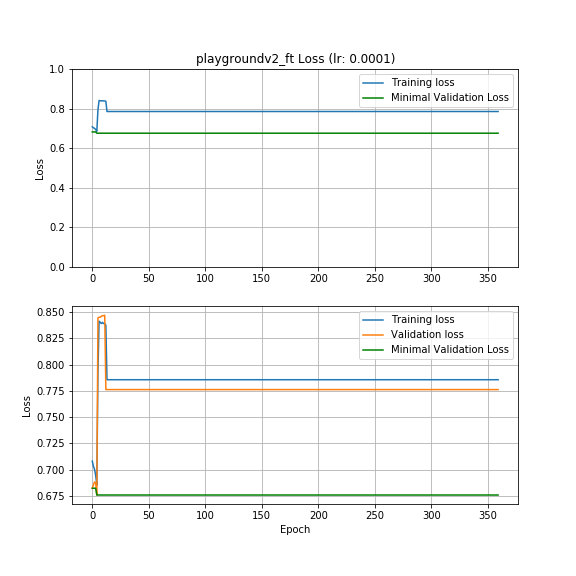 playgroundv2_ft Loss (lr: 0.0001)
1.0
0.8
0.6
0.4
0.2
0.0
Loss
Training loss
Minimal Validation Loss
0 50 100 150 200 250 300 350
0.850
0.825
0.800
0.775
0.750
0.725
0.700
0.675
Loss
Training loss
Validation loss
Minimal Validation Loss
0 50 100 150 200 250 300 350
Epoch